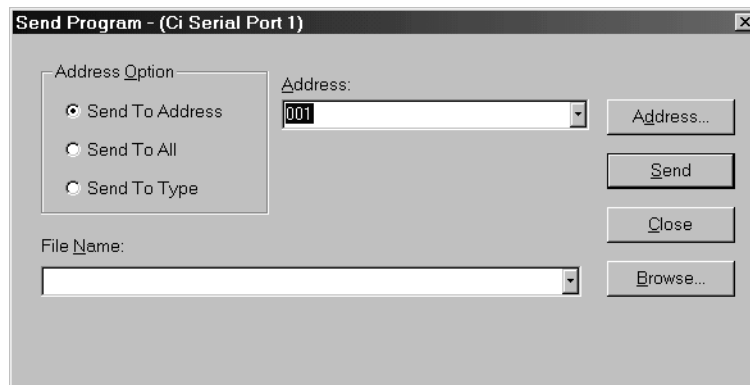 Send Program - (Ci Serial Port 1)
Address Option
Send To Address
Send To All
Send To Type
Address:
001
Address...
Send
Close
Browse...
File Name: